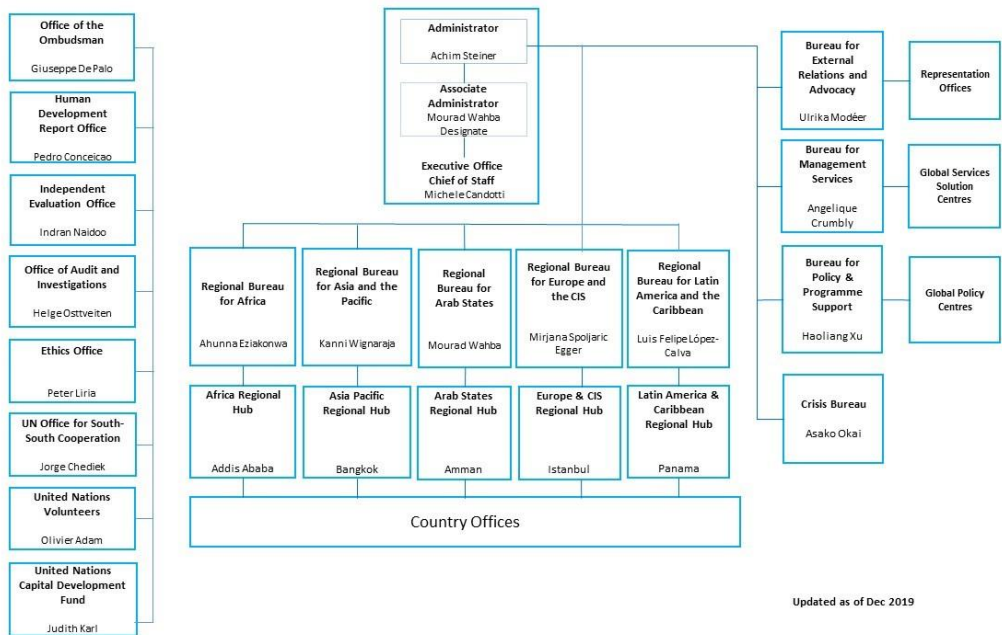 Office of the
Ombudsman
Giuseppe De Palo
Human
Development
Report Office
Pedro Conceicao
Independent
Evaluation Office
Indran Naidoo
Office of Audit and
Investigations
Helge Osttveiten
Ethics Office
Peter Liria
UN Office for South-
South Cooperation
Jorge Chediek
United Nations
Volunteers
Olivier Adam
United Nations
Capital Development
Fund
Judith Karl
Administrator
Achim Steiner
Associate
Administrator
Mourad Wahba
Designate
Executive Office
Chief of Staff
Michele Candotti
Regional Bureau
for Africa
Ahunna Eziakonwa
Regional Bureau
for Asia and the
Pacific
Kanni Wignaraja
Regional
Bureau for
Arab States
Mourad Wahba
Regional Bureau
for Europe and
the CIS
Mirjana Spoljaric
Egger
Regional
Bureau for Latin
America and the
Caribbean
Luis Felipe López-
Calva
Africa Regional
Hub
Addis Ababa
Asia Pacific
Regional Hub
Bangkok
Arab States
Regional Hub
Amman
Europe & CIS
Regional Hub
Istanbul
Latin America &
Caribbean
Regional Hub
Panama
Country Offices
Bureau for
External
Relations and
Advocacy
Ulrika Modéer
Representation
Offices
Bureau for
Management
Services
Angelique
Crumbly
Global Services
Solution
Centres
Bureau for
Policy &
Programme
Support
Haoliang Xu
Global Policy
Centres
Crisis Bureau
Asako Okai
Updated as of Dec 2019